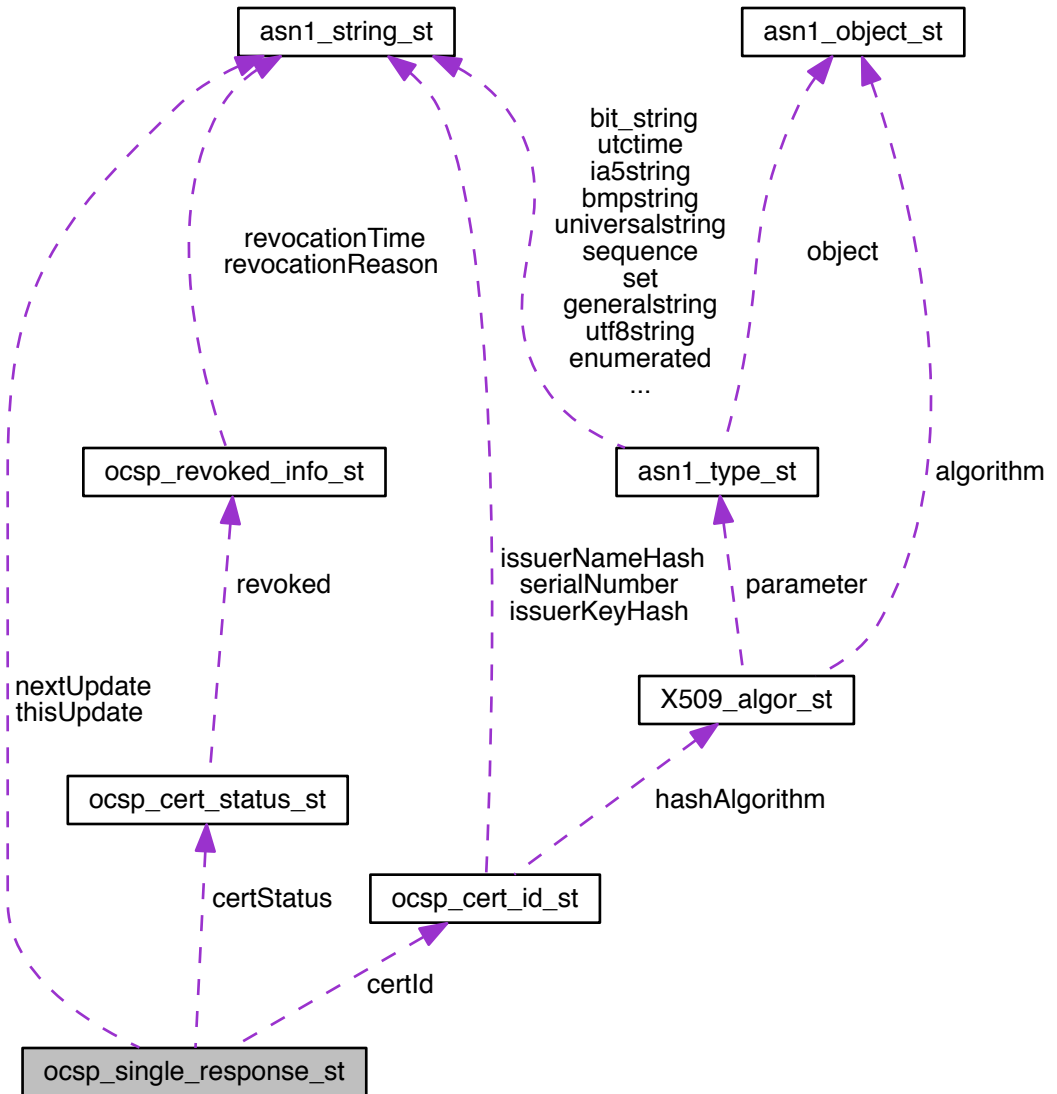 asn1_string_st
asn1_object_st
bit_string
utctime
ia5string
bmpstring
universalstring
sequence
set
generalstring
utf8string
enumerated
...
revocationTime
revocationReason
object
ocsp_revoked_info_st
asn1_type_st
algorithm
issuerNameHash
serialNumber
issuerKeyHash
revoked
parameter
nextUpdate
thisUpdate
X509_algor_st
ocsp_cert_status_st
hashAlgorithm
certStatus
ocsp_cert_id_st
certId
ocsp_single_response_st